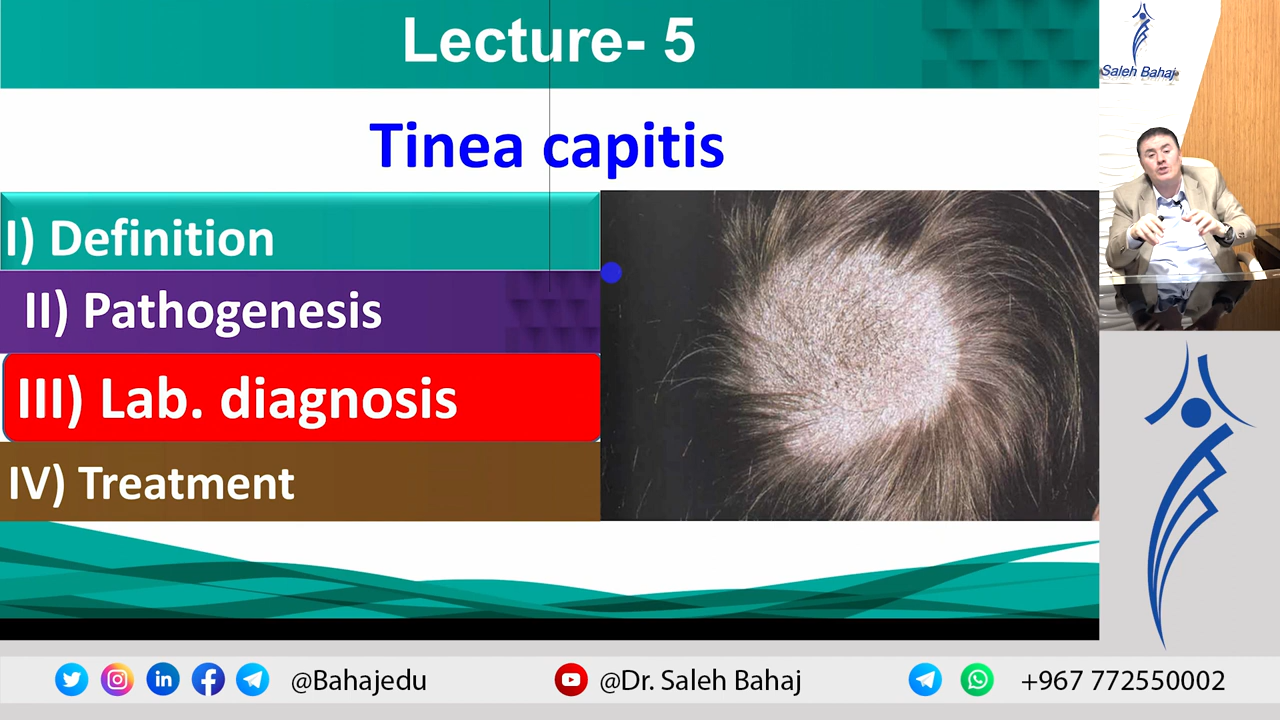 Lecture- 5
Saleh Bahaj
Tinea capitis
I) Definition
II) Pathogenesis
III) Lab. diagnosis
IV) Treatment
@Bahajedu
@Dr. Saleh Bahaj
+967 772550002